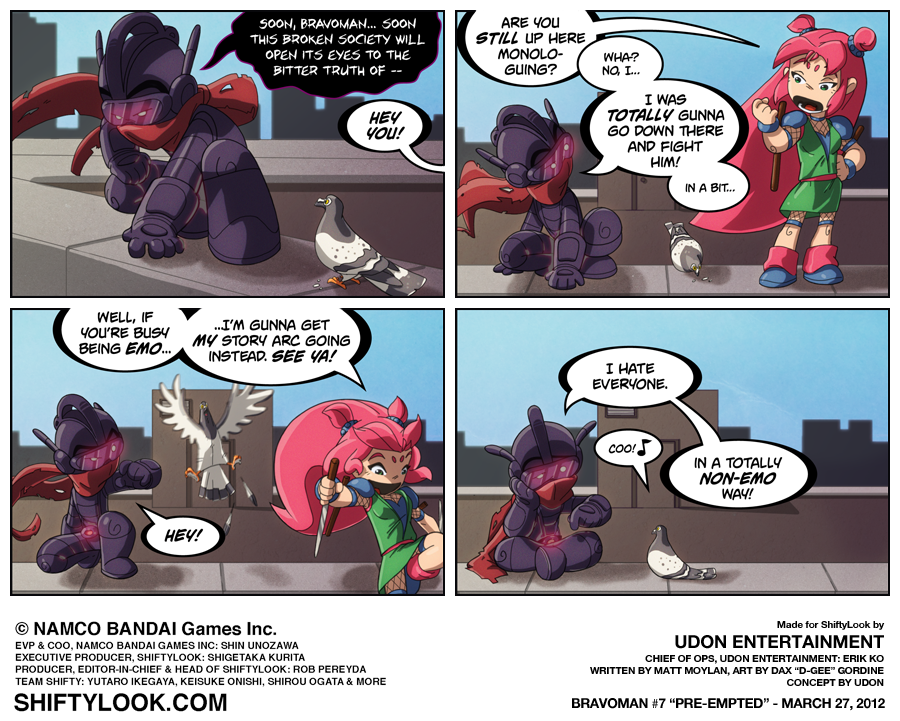 SOON, BRAVOMAN... SOON
THIS BROKEN SOCIETY WILL
OPEN ITS EYES TO THE
BITTER TRUTH OF --
HEY
YOU!
ARE YOU
STILL UP HERE
MONOLO-
GUING?
WHA?
NO, I...
I WAS
TOTALLY GUNNA
GO DOWN THERE
AND FIGHT
HIM!
IN A BIT...
WELL, IF
YOU'RE BUSY
BEING EMO...
...I'M GUNNA GET
MY STORY ARC GOING
INSTEAD. SEE YA!
HEY!
I HATE
EVERYONE.
COO!
IN A TOTALLY
NON-EMO
WAY!
© NAMCO BANDAI Games Inc.
EVP & COO, NAMCO BANDAI GAMES INC: SHIN UNOZAWA
EXECUTIVE PRODUCER, SHIFTYLOOK: SHIGETAKA KURITA
PRODUCER, EDITOR-IN-CHIEF & HEAD OF SHIFTYLOOK: ROB PEREYDA
TEAM SHIFTY: YUTARO IKEGAYA, KEISUKE ONISHI, SHIROU OGATA & MORE
SHIFTYLOOK.COM
Made for ShiftyLook by
UDON ENTERTAINMENT
CHIEF OF OPS, UDON ENTERTAINMENT: ERIK KO
WRITTEN BY MATT MOYLAN, ART BY DAX "D-GEE" GORDINE
CONCEPT BY UDON
BRAVOMAN #7 "PRE-EMPTED" - MARCH 27, 2012